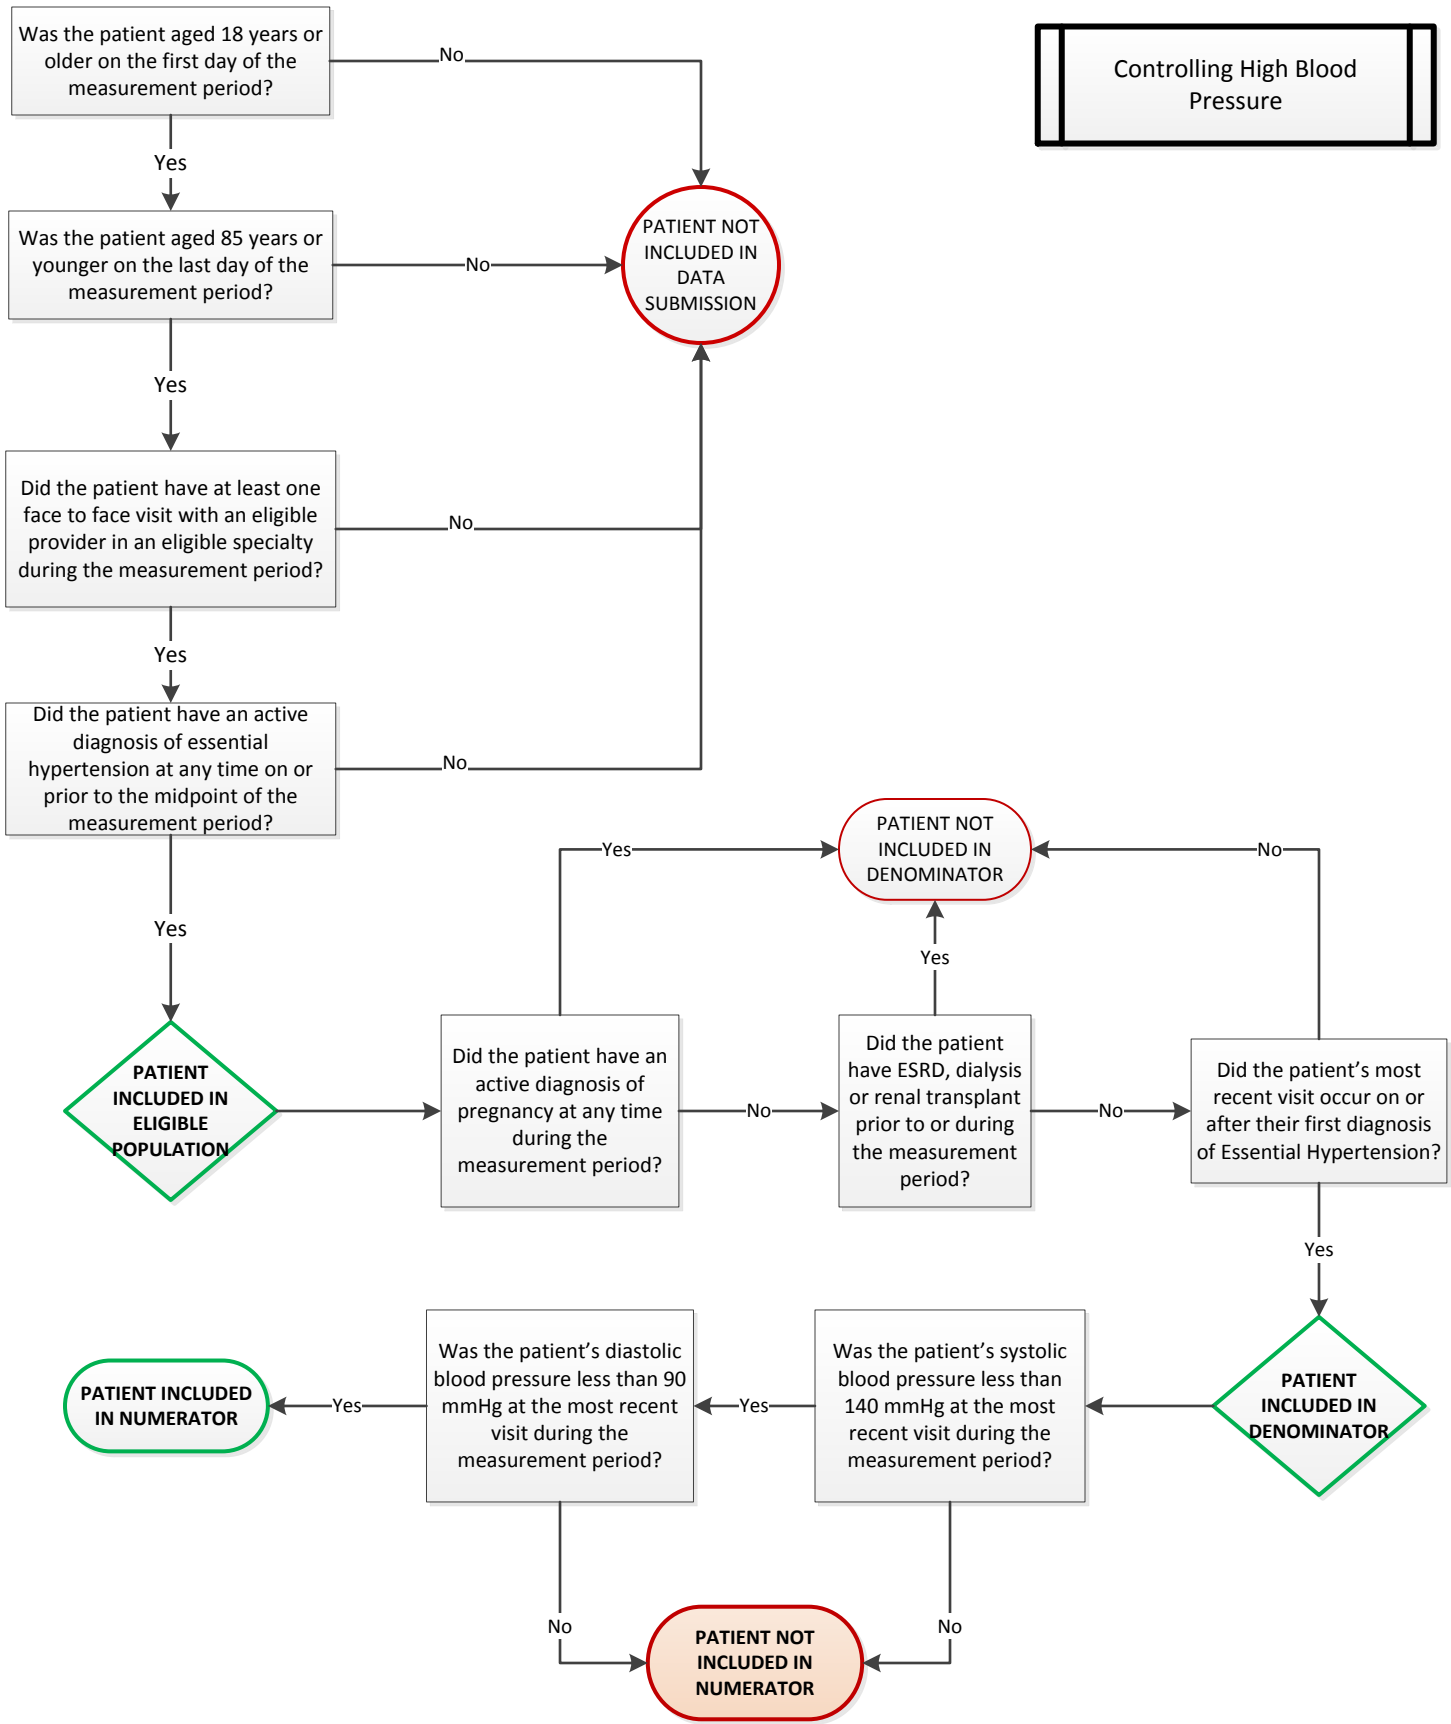 Was the patient aged 18 years or
older on the first day of the
measurement period?
No
Controlling High Blood
Pressure
Yes
Was the patient aged 85 years or
younger on the last day of the
measurement period?
No
PATIENT NOT
INCLUDED IN
DATA
SUBMISSION
Yes
Did the patient have at least one
face to face visit with an eligible
provider in an eligible specialty
during the measurement period?
No
Yes
Did the patient have an active
diagnosis of essential
hypertension at any time on or
prior to the midpoint of the
measurement period?
No
Yes
PATIENT
INCLUDED IN
ELIGIBLE
POPULATION
Did the patient have an
active diagnosis of
pregnancy at any time
during the
measurement period?
Yes
PATIENT NOT
INCLUDED IN
DENOMINATOR
No
Did the patient
have ESRD, dialysis
or renal transplant
prior to or during
the measurement
period?
Yes
No
Did the patient’s most
recent visit occur on or
after their first diagnosis
of Essential Hypertension?
No
Yes
PATIENT
INCLUDED IN
DENOMINATOR
Was the patient’s systolic
blood pressure less than
140 mmHg at the most
recent visit during the
measurement period?
Yes
Was the patient’s diastolic
blood pressure less than 90
mmHg at the most recent
visit during the
measurement period?
Yes
PATIENT INCLUDED
IN NUMERATOR
No
No
PATIENT NOT
INCLUDED IN
NUMERATOR